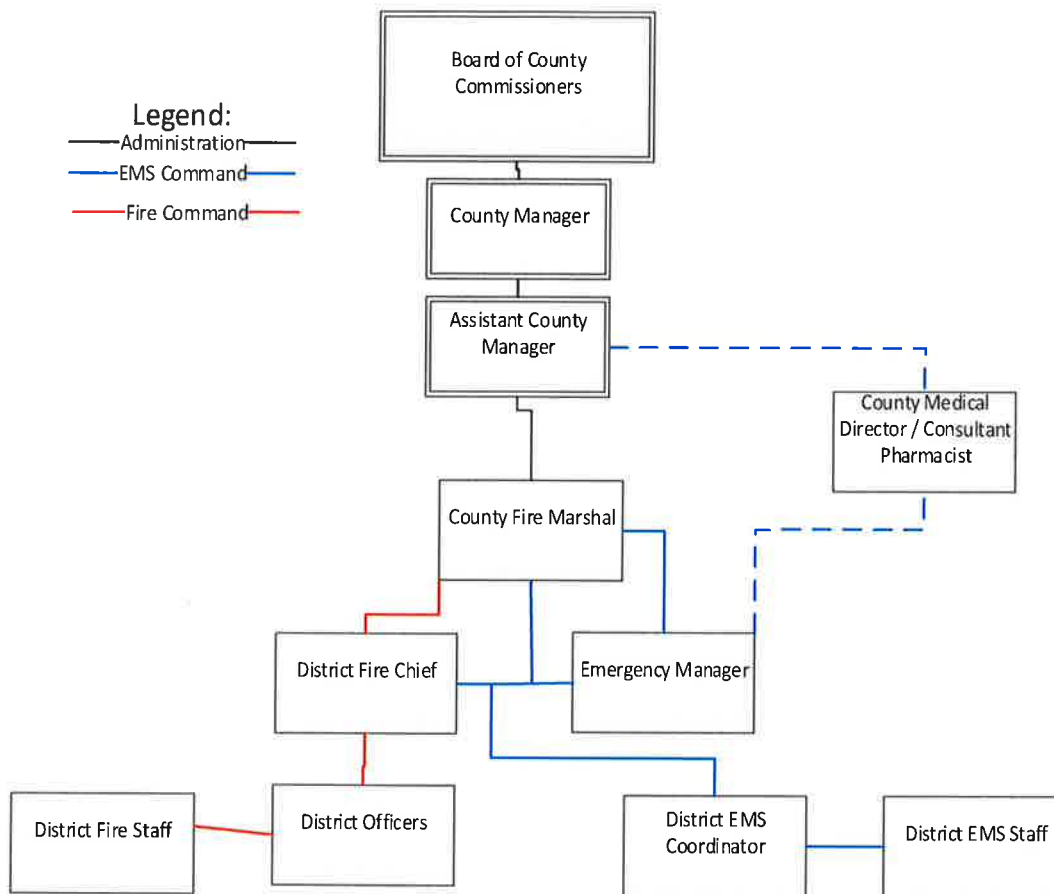 Board of County
Commissioners
Legend:
Administration
EMS Command
Fire Command
County Manager
Assistant County
Manager
County Medical
Director / Consultant
Pharmacist
County Fire Marshal
District Fire Chief
Emergency Manager
District Fire Staff
District Officers
District EMS
Coordinator
District EMS Staff